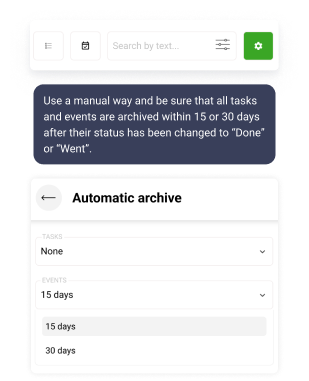 Search by text...
Use a manual way and be sure that all tasks
and events are archived within 15 or 30 days
after their status has been changed to “Done”
or “Went”.
Automatic archive
TASKS
None
EVENTS
15 days
15 days
30 days